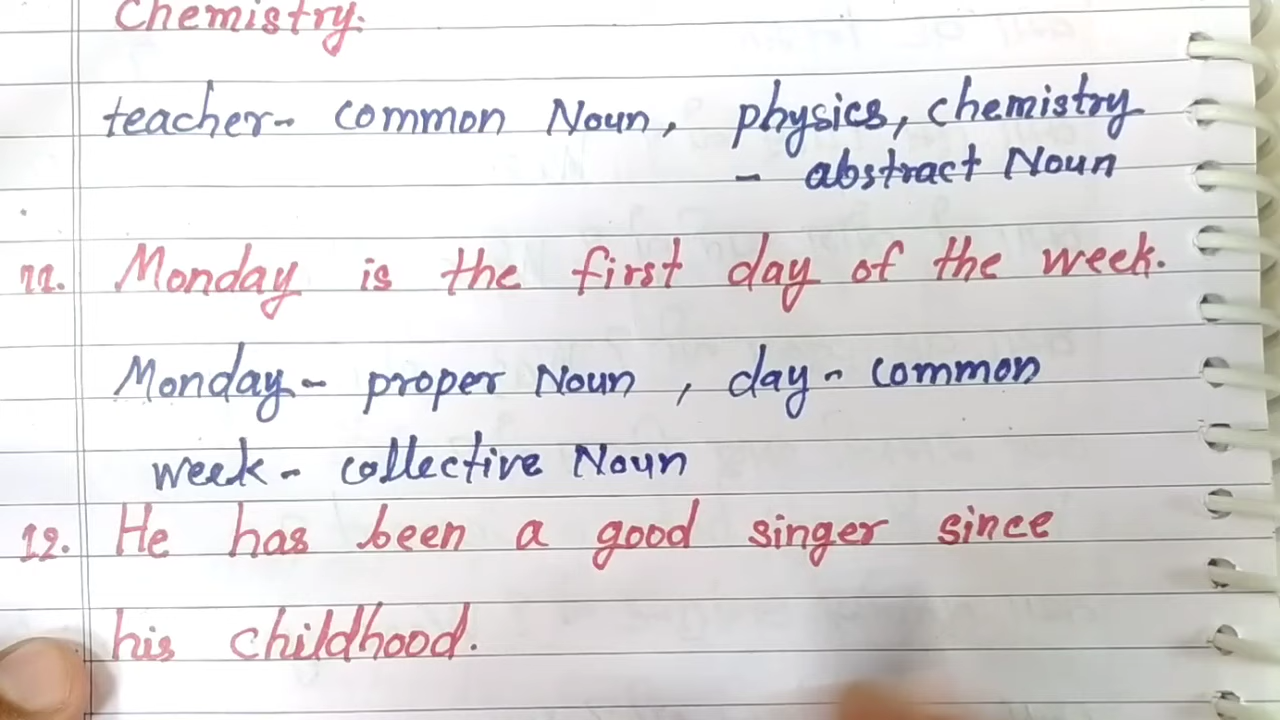 Chemistry.
teacher- common Noun, physics, chemistry
- abstract Noun
11. Monday is the first day of the week.
Monday- proper Noun, day- common
week- collective Noun
12. He has been a good singer since
his childhood.